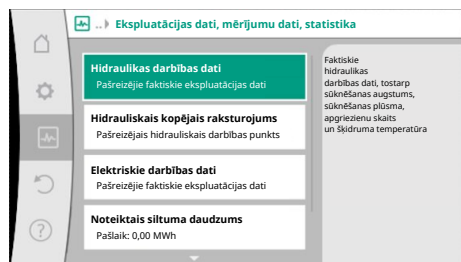 ..▸ Ekspluatācijas dati, mērījumu dati, statistika
Hidraulikas darbības dati
Pašreizējie faktiskie ekspluatācijas dati
Hidrauliskais kopējais raksturojums
Pašreizējais hidrauliskais darbības punkts
Elektriskie darbības dati
Pašreizējie faktiskie ekspluatācijas dati
Noteiktais siltuma daudzums
Pašlaik: 0,00 MWh
Faktiskie
hidraulikas
darbības dati, tostarp
sūknēšanas augstums,
sūknēšanas plūsma,
apgriezienu skaits
un šķidruma temperatūra